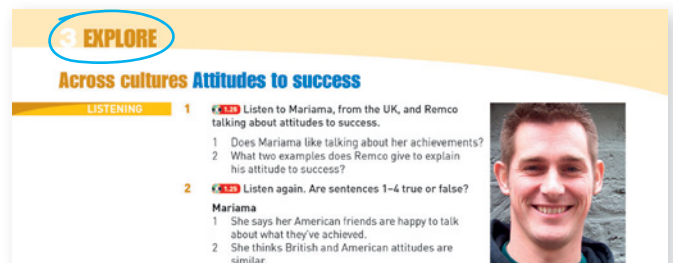 3 EXPLORE
Across cultures Attitudes to success
LISTENING
1 1.25 Listen to Mariama, from the UK, and Remco
talking about attitudes to success.
1 Does Mariama like talking about her achievements?
2 What two examples does Remco give to explain
his attitude to success?
2 1.25 Listen again. Are sentences 1–4 true or false?
Mariama
1 She says her American friends are happy to talk
about what they've achieved.
2 She thinks British and American attitudes are
similar.